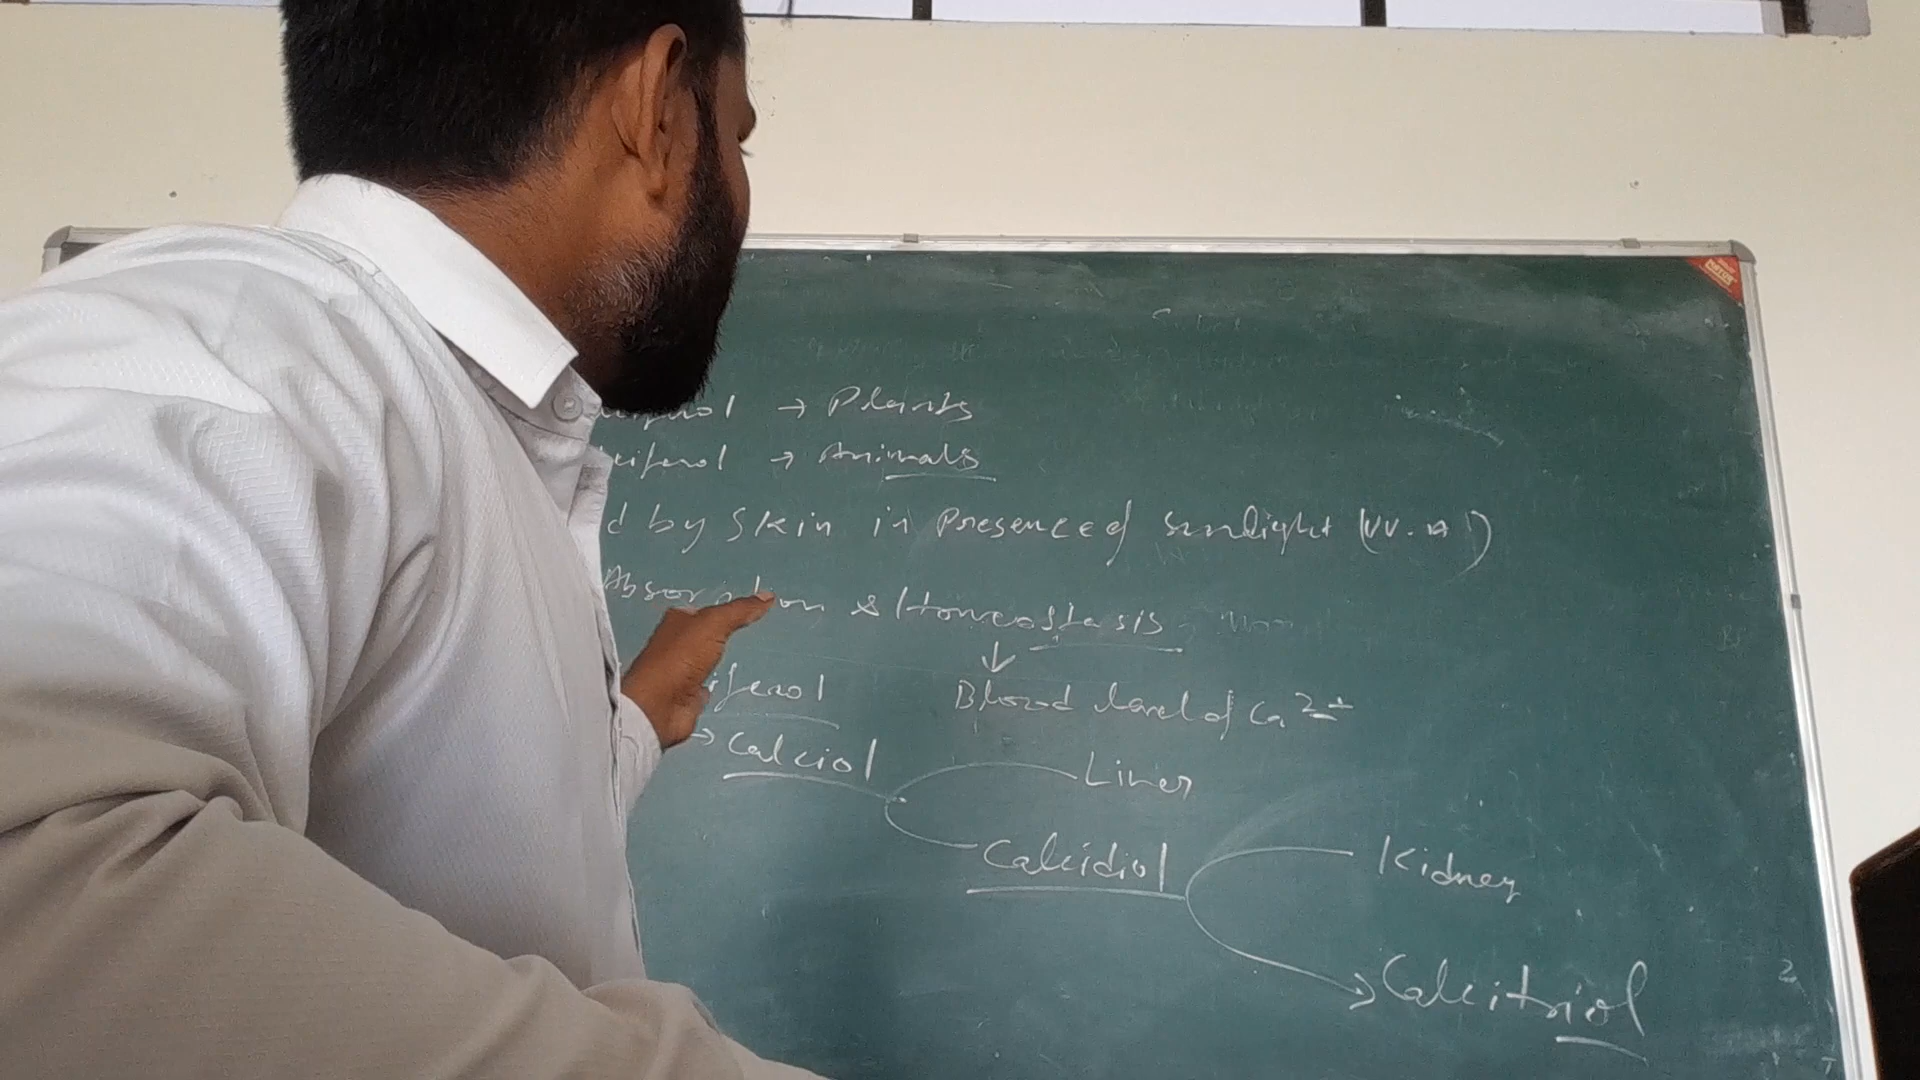 → Plants
→ Animals
d by Skin in Presence of Sunlight (UV.
Absorption & Homeostasis
↓
iferol Blood level of Ca2+
→ Calciol
Liver
Calcidiol
Kidney
→ Calcitriol